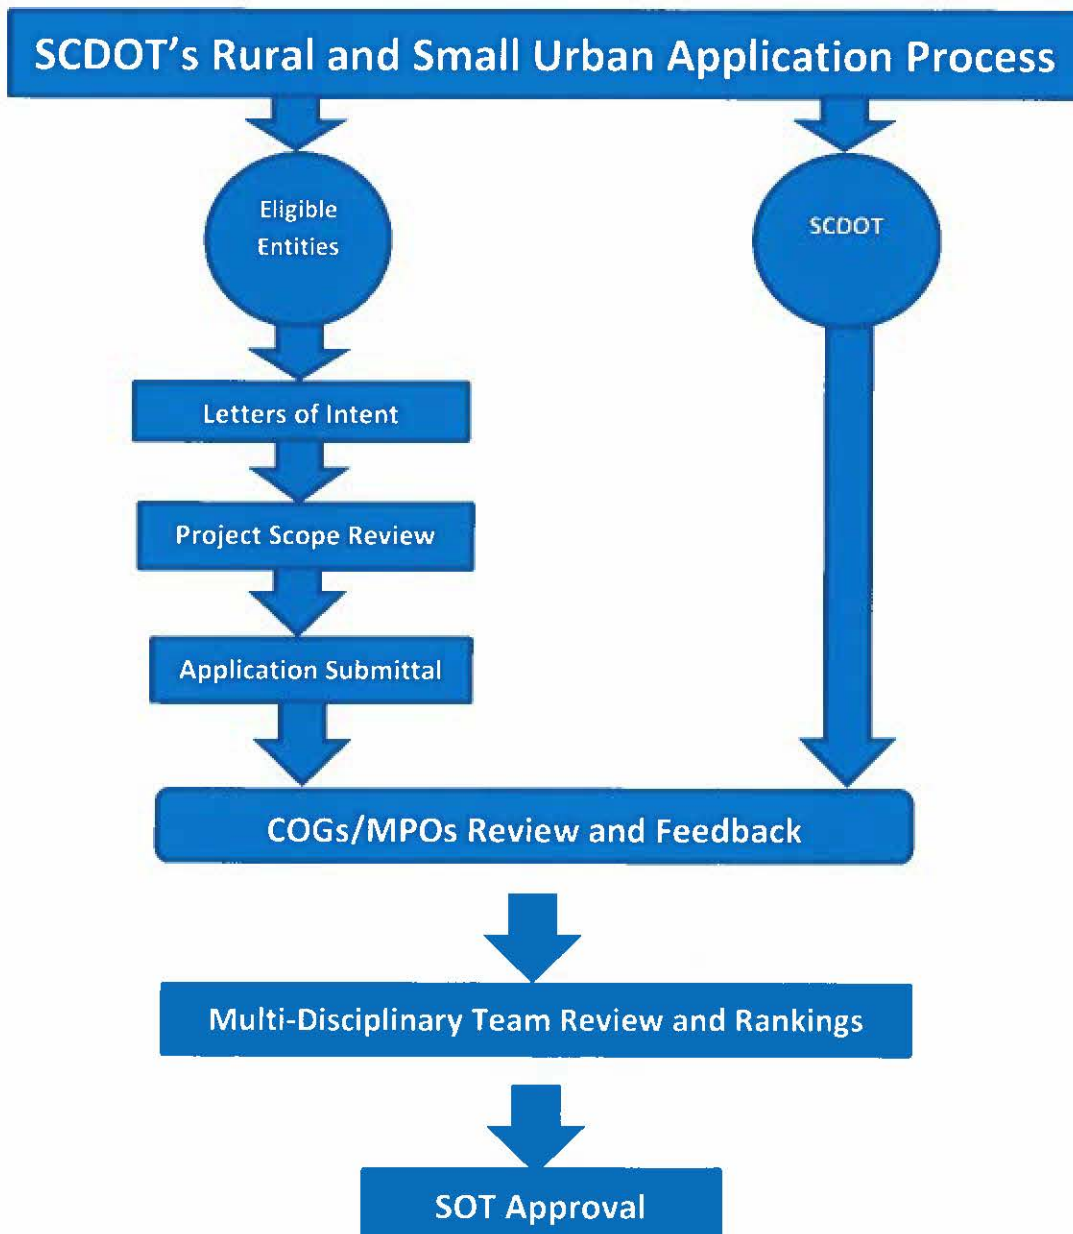 SCDOT's Rural and Small Urban Application Process
Eligible
Entities
SCDOT
Letters of Intent
Project Scope Review
Application Submittal
COGs/MPOs Review and Feedback
Multi-Disciplinary Team Review and Rankings
SOT Approval